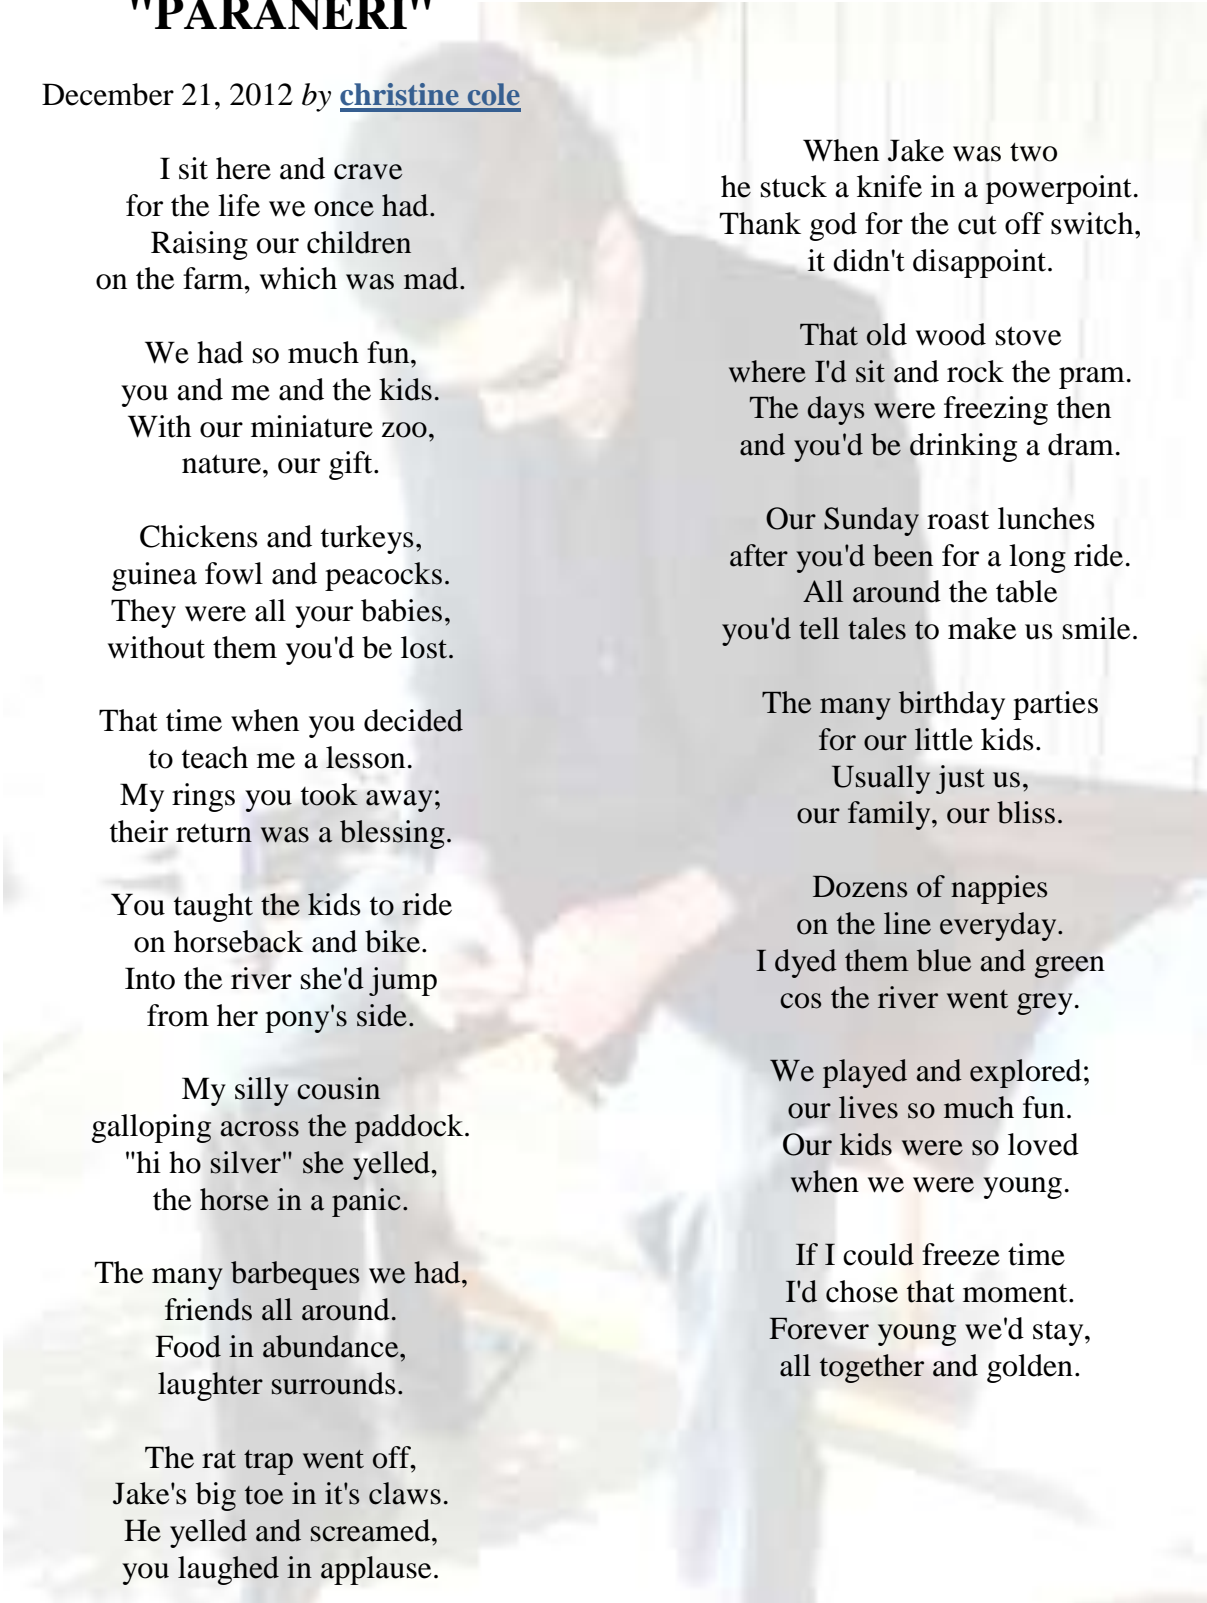 "PARANERI"
December 21, 2012 by christine cole
I sit here and crave
for the life we once had.
Raising our children
on the farm, which was mad.
We had so much fun,
you and me and the kids.
With our miniature zoo,
nature, our gift.
Chickens and turkeys,
guinea fowl and peacocks.
They were all your babies,
without them you'd be lost.
That time when you decided
to teach me a lesson.
My rings you took away;
their return was a blessing.
You taught the kids to ride
on horseback and bike.
Into the river she'd jump
from her pony's side.
My silly cousin
galloping across the paddock.
"hi ho silver" she yelled,
the horse in a panic.
The many barbeques we had,
friends all around.
Food in abundance,
laughter surrounds.
The rat trap went off,
Jake's big toe in it's claws.
He yelled and screamed,
you laughed in applause.
When Jake was two
he stuck a knife in a powerpoint.
Thank god for the cut off switch,
it didn't disappoint.
That old wood stove
where I'd sit and rock the pram.
The days were freezing then
and you'd be drinking a dram.
Our Sunday roast lunches
after you'd been for a long ride.
All around the table
you'd tell tales to make us smile.
The many birthday parties
for our little kids.
Usually just us,
our family, our bliss.
Dozens of nappies
on the line everyday.
I dyed them blue and green
cos the river went grey.
We played and explored;
our lives so much fun.
Our kids were so loved
when we were young.
If I could freeze time
I'd chose that moment.
Forever young we'd stay,
all together and golden.